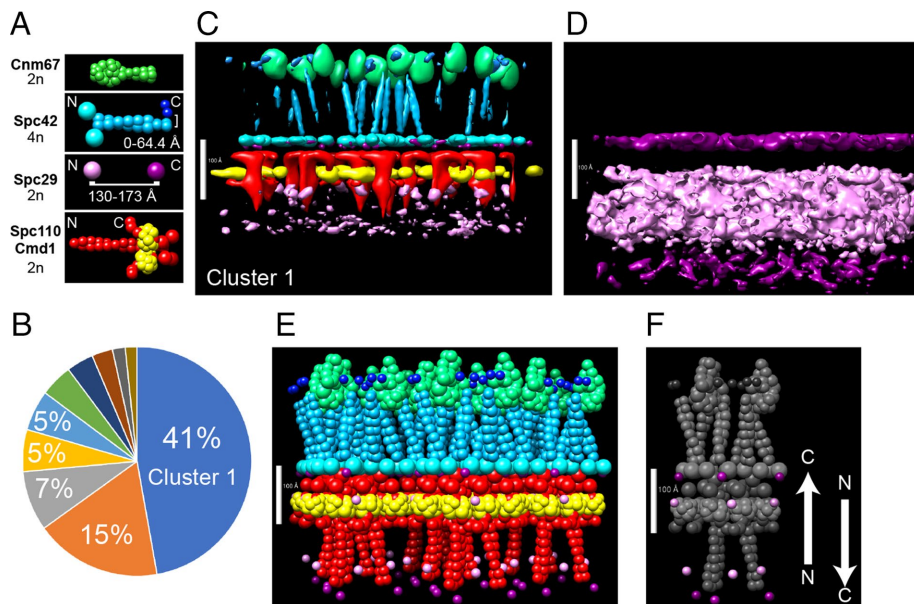 A
Cnm67
2n
Spc42
4n
N
C
0-64.4 Å
Spc29
2n
N
C
130-173 Å
Spc110
Cmd1
2n
N
C
B
41%
Cluster 1
15%
7%
5%
5%
C
100 Å
Cluster 1
D
100 Å
E
100 Å
F
100 Å
C
N
N
C